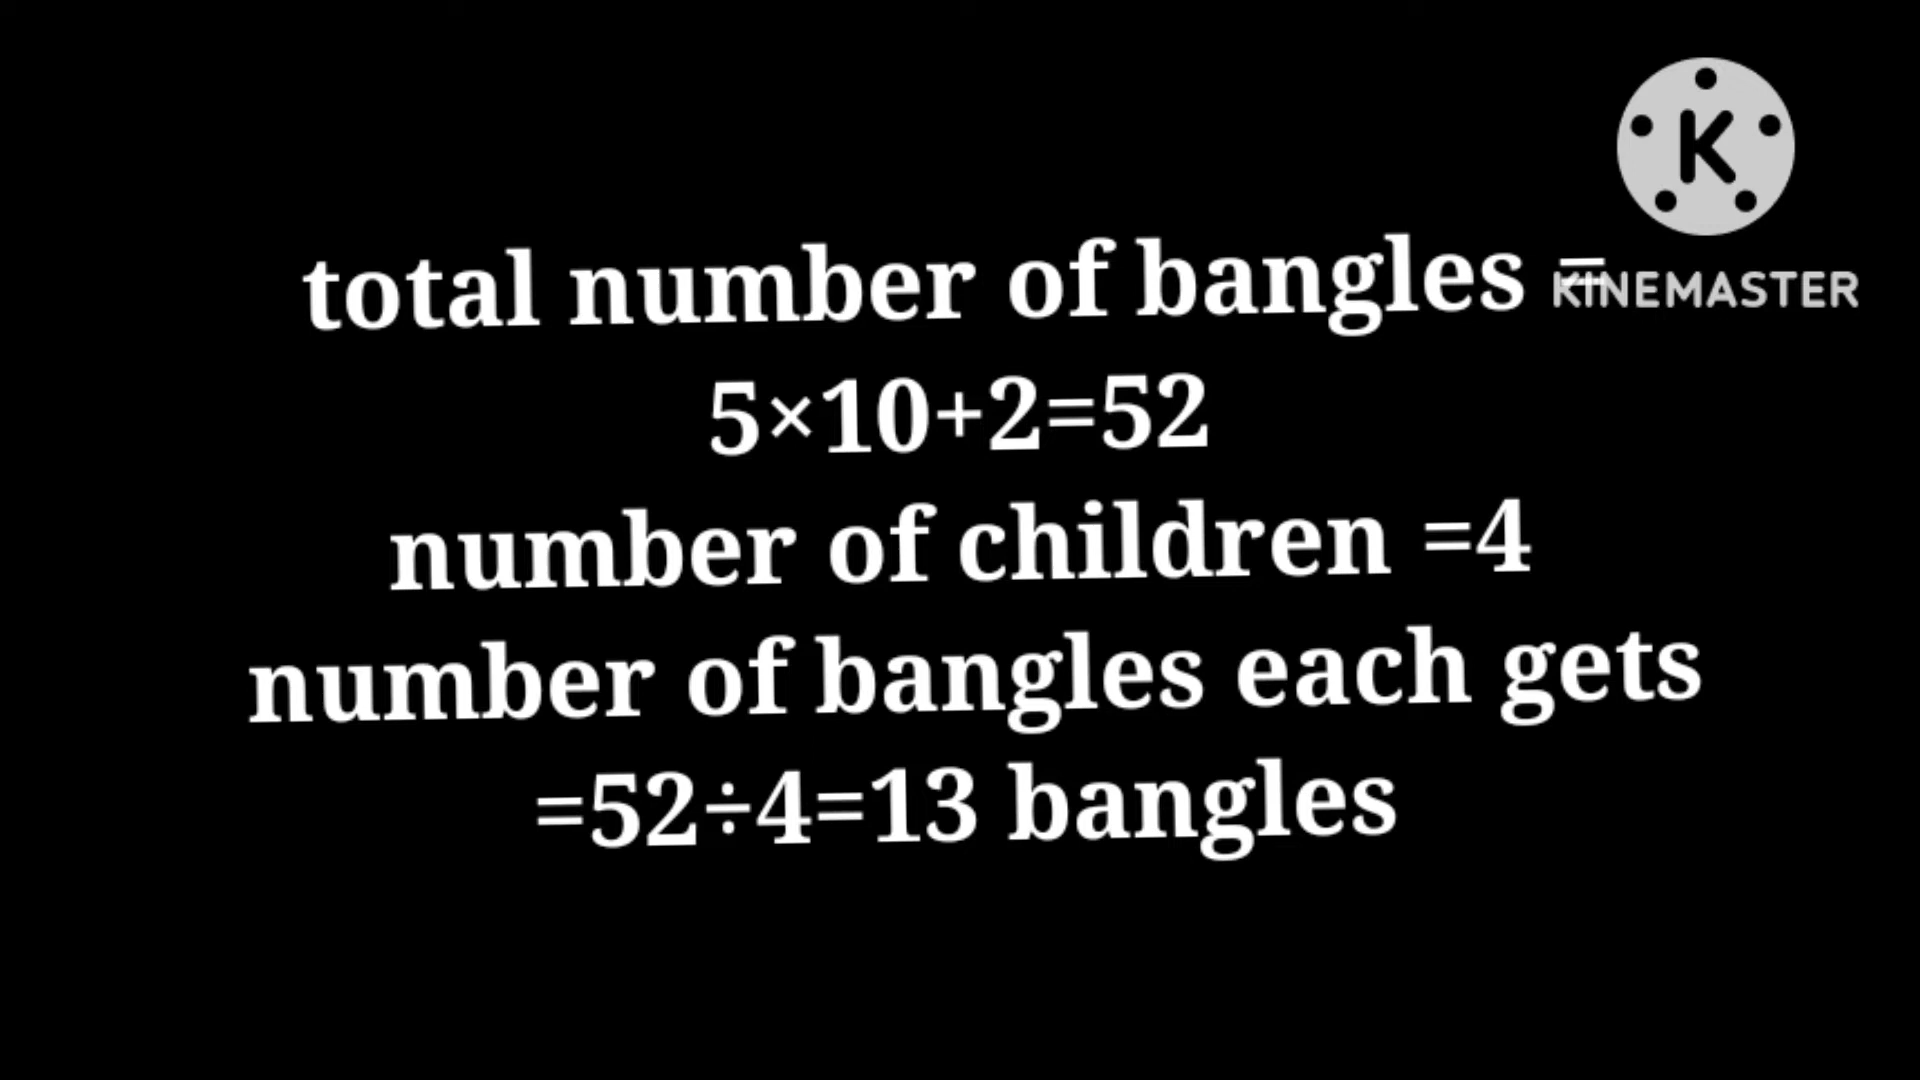 K
KINEMASTER
total number of bangles =
5×10+2=52
number of children =4
number of bangles each gets
=52÷4=13 bangles